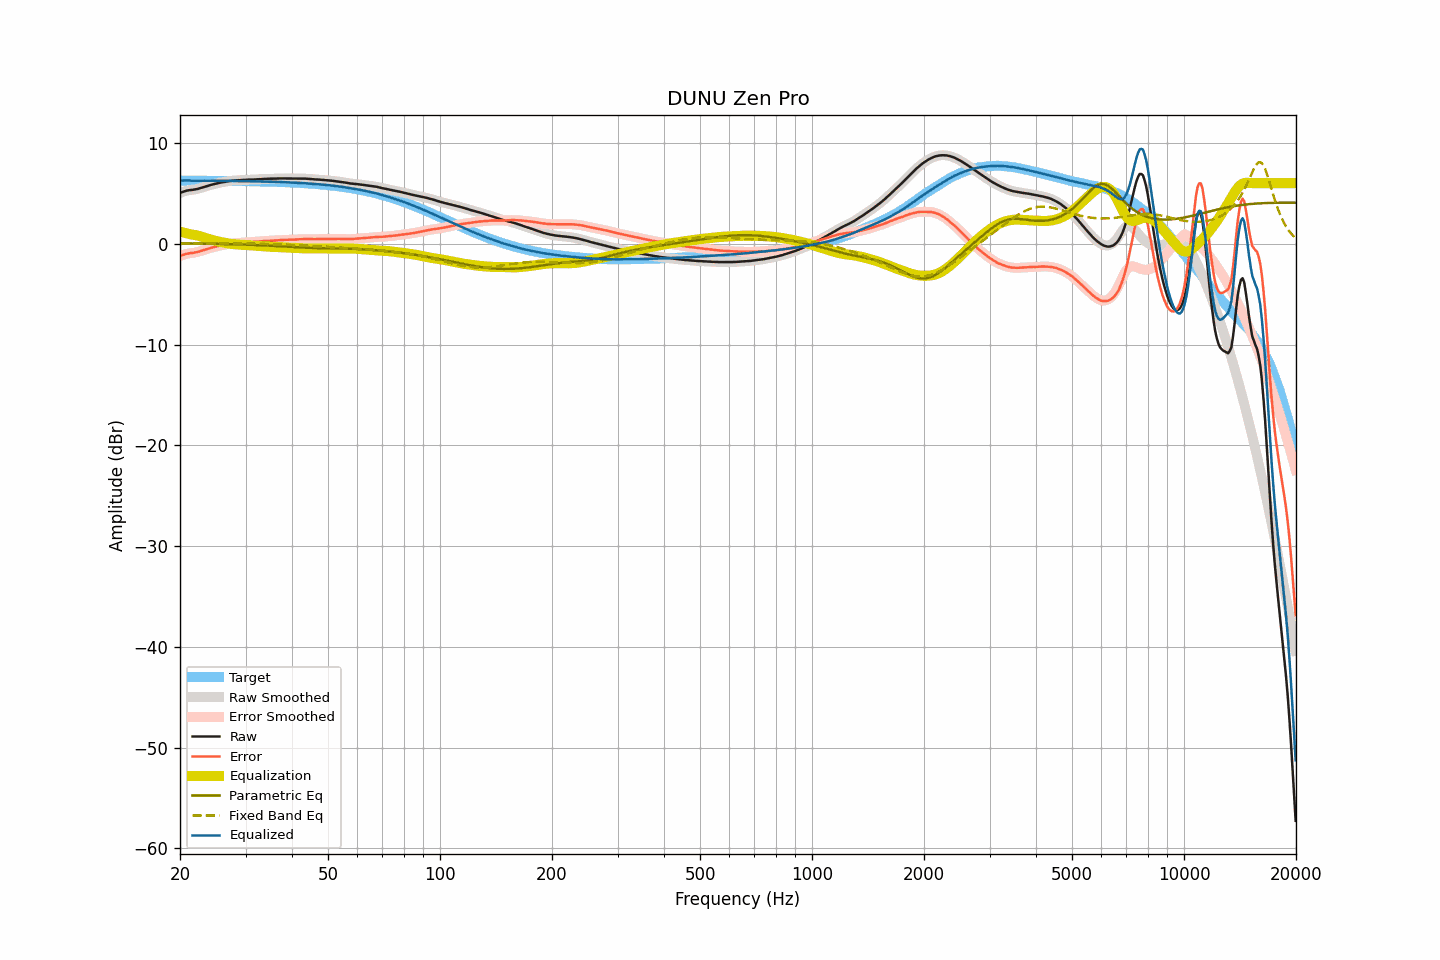 DUNU Zen Pro
10
0
−10
−20
−30
−40
−50
−60
Amplitude (dBr)
Target
Raw Smoothed
Error Smoothed
Raw
Error
Equalization
Parametric Eq
Fixed Band Eq
Equalized
20 50 100 200 500 1000 2000 5000 10000 20000
Frequency (Hz)